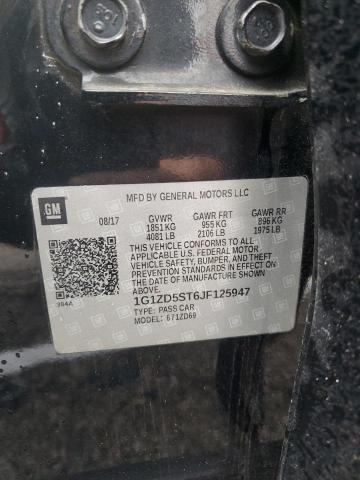 MFD BY GENERAL MOTORS LLC
GM
08/17 GVWR GAWR FRT GAWR RR
1851 KG 955 KG 896 KG
4081 LB 2106 LB 1975 LB
THIS VEHICLE CONFORMS TO ALL
APPLICABLE U.S. FEDERAL MOTOR
VEHICLE SAFETY, BUMPER, AND THEFT
PREVENTION STANDARDS IN EFFECT ON
THE DATE OF MANUFACTURE SHOWN
ABOVE.
1G1ZD5ST6JF125947
TYPE: PASS CAR
MODEL: 671ZD69
984A